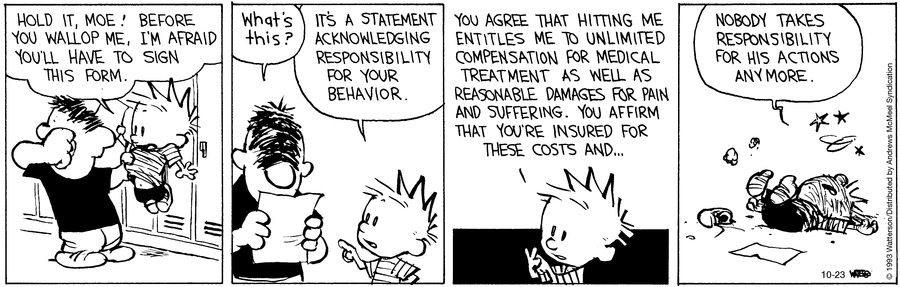 HOLD IT, MOE! BEFORE
YOU WALLOP ME, I'M AFRAID
YOU'LL HAVE TO SIGN
THIS FORM.
What's
this?
IT'S A STATEMENT
ACKNOWLEDGING
RESPONSIBILITY
FOR YOUR
BEHAVIOR.
YOU AGREE THAT HITTING ME
ENTITLES ME TO UNLIMITED
COMPENSATION FOR MEDICAL
TREATMENT AS WELL AS
REASONABLE DAMAGES FOR PAIN
AND SUFFERING. YOU AFFIRM
THAT YOU'RE INSURED FOR
THESE COSTS AND...
NOBODY TAKES
RESPONSIBILITY
FOR HIS ACTIONS
ANYMORE.
10-23
© 1993 Watterson/Distributed by Andrews McMeel Syndication